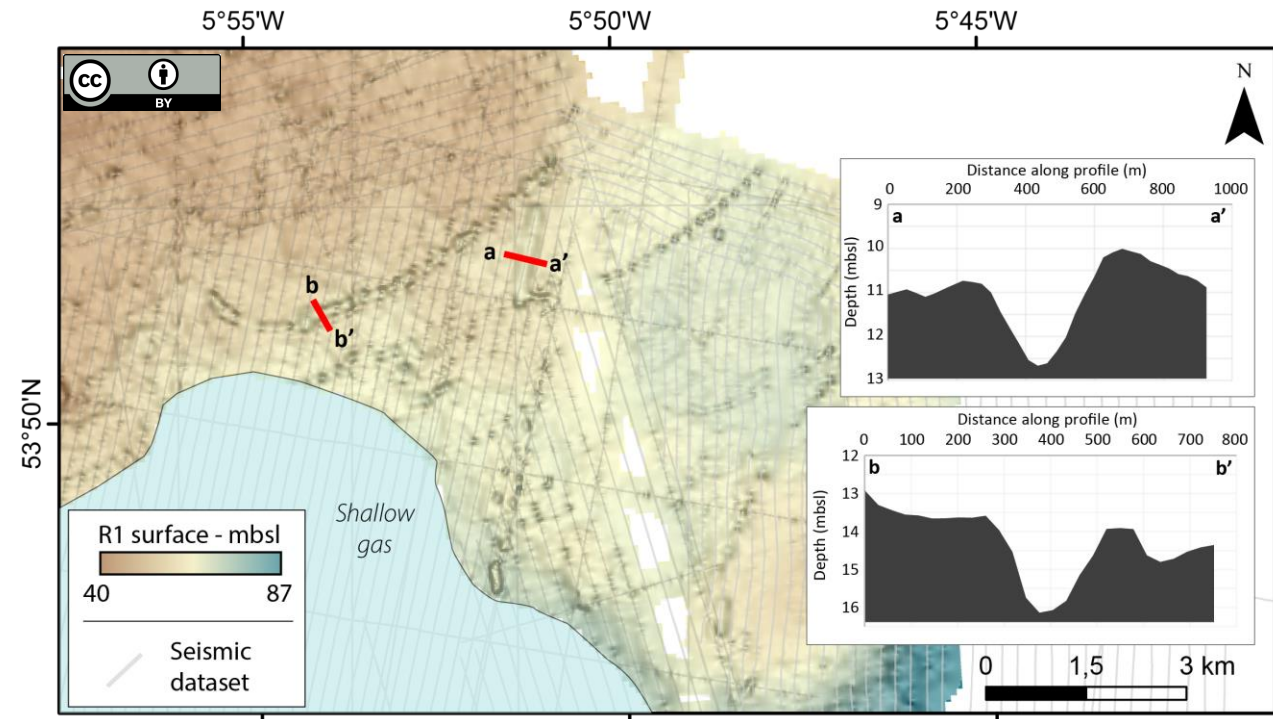 5°55'W 5°50'W 5°45'W
cc BY
N
53°50'N
a a’
b
b’
Shallow
gas
R1 surface - mbsl
40 87
Seismic
dataset
Distance along profile (m)
0 200 400 600 800 1000
Depth (mbsl)
9
10
11
12
13
a a’
Distance along profile (m)
0 100 200 300 400 500 600 700 800
Depth (mbsl)
12
13
14
15
16
b b’
0 1,5 3 km